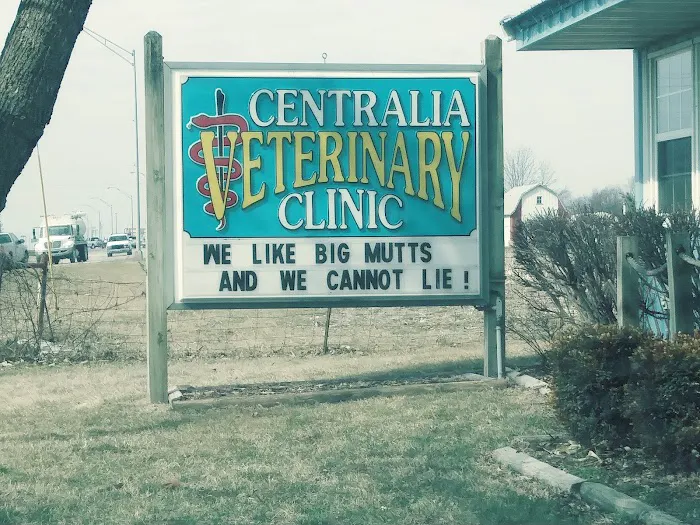 CENTRALIA
VETERINARY
CLINIC
WE LIKE BIG MUTTS
AND WE CANNOT LIE!